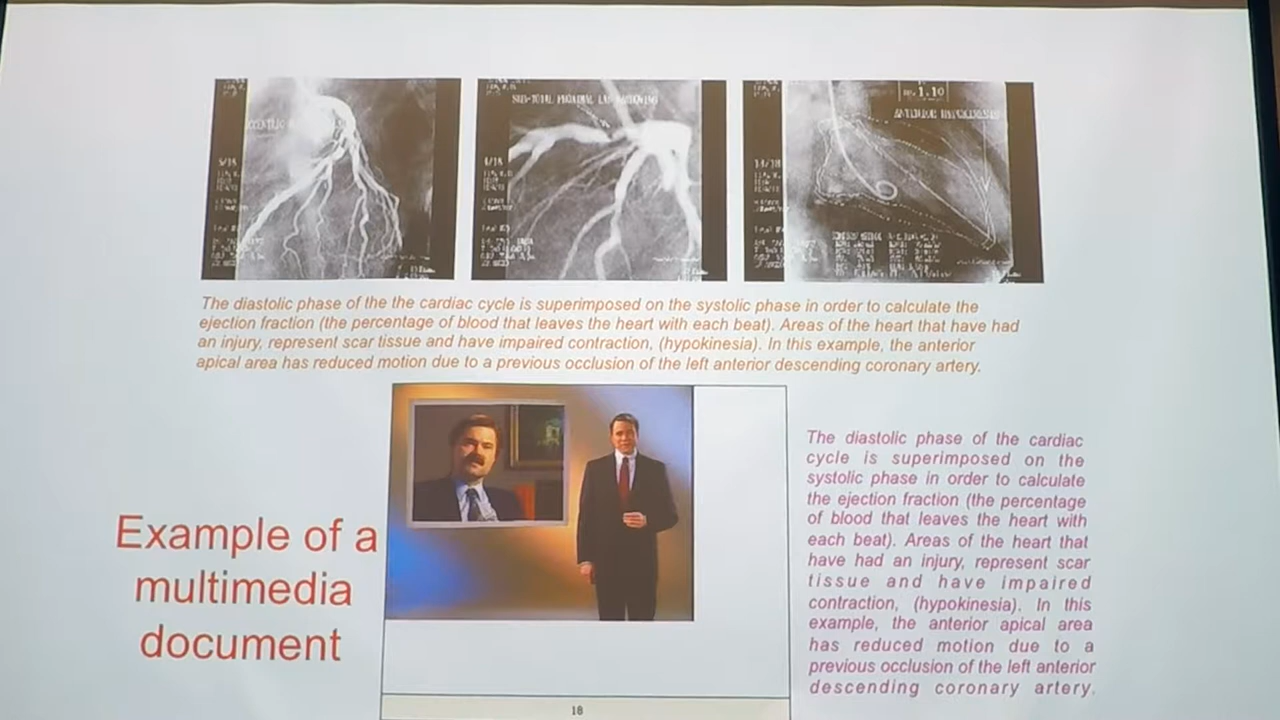 SUB-TOTAL PROXIMAL LAD
1.10
ANTERIOR HYPOKINESIS
The diastolic phase of the the cardiac cycle is superimposed on the systolic phase in order to calculate the
ejection fraction (the percentage of blood that leaves the heart with each beat). Areas of the heart that have had
an injury, represent scar tissue and have impaired contraction, (hypokinesia). In this example, the anterior
apical area has reduced motion due to a previous occlusion of the left anterior descending coronary artery.
Example of a
multimedia
document
The diastolic phase of the cardiac
cycle is superimposed on the
systolic phase in order to calculate
the ejection fraction (the percentage
of blood that leaves the heart with
each beat). Areas of the heart that
have had an injury, represent scar
tissue and have impaired
contraction, (hypokinesia). In this
example, the anterior apical area
has reduced motion due to a
previous occlusion of the left anterior
descending coronary artery.
18